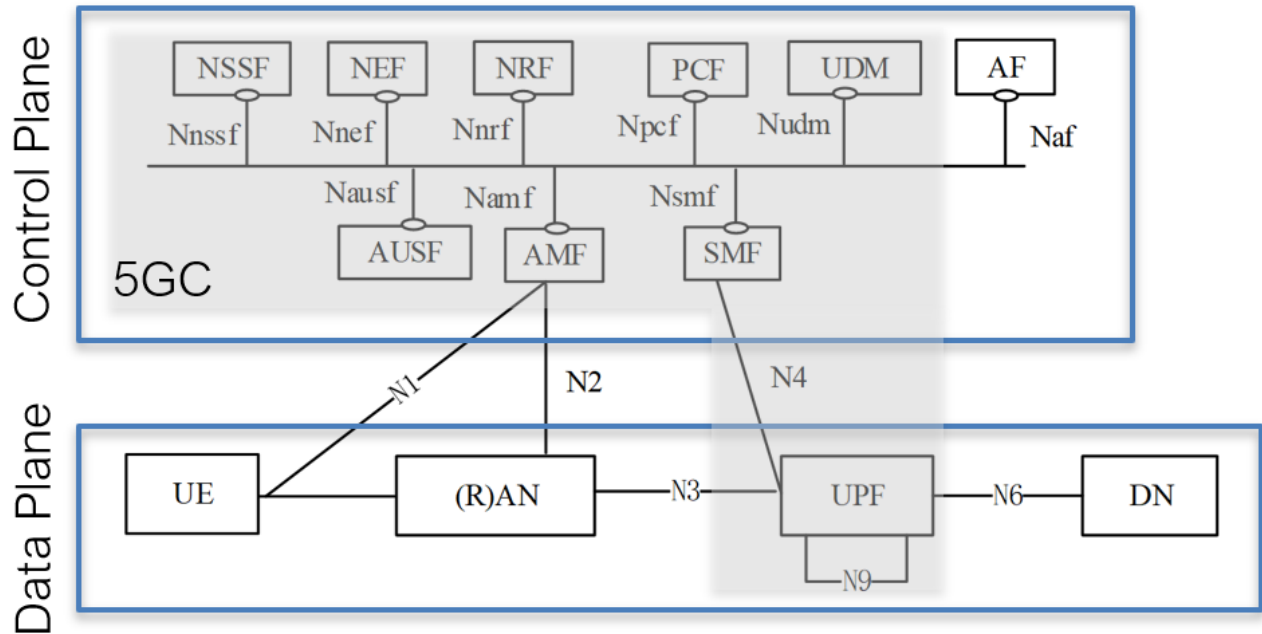 Control Plane
NSSF NEF NRF PCF UDM AF
Nnssf Nnef Nnrf Npcf Nudm Naf
Nausf Namf Nsmf
AUSF AMF SMF
5GC
N1 N2 N4
Data Plane
UE (R)AN N3 UPF N6 DN
N9